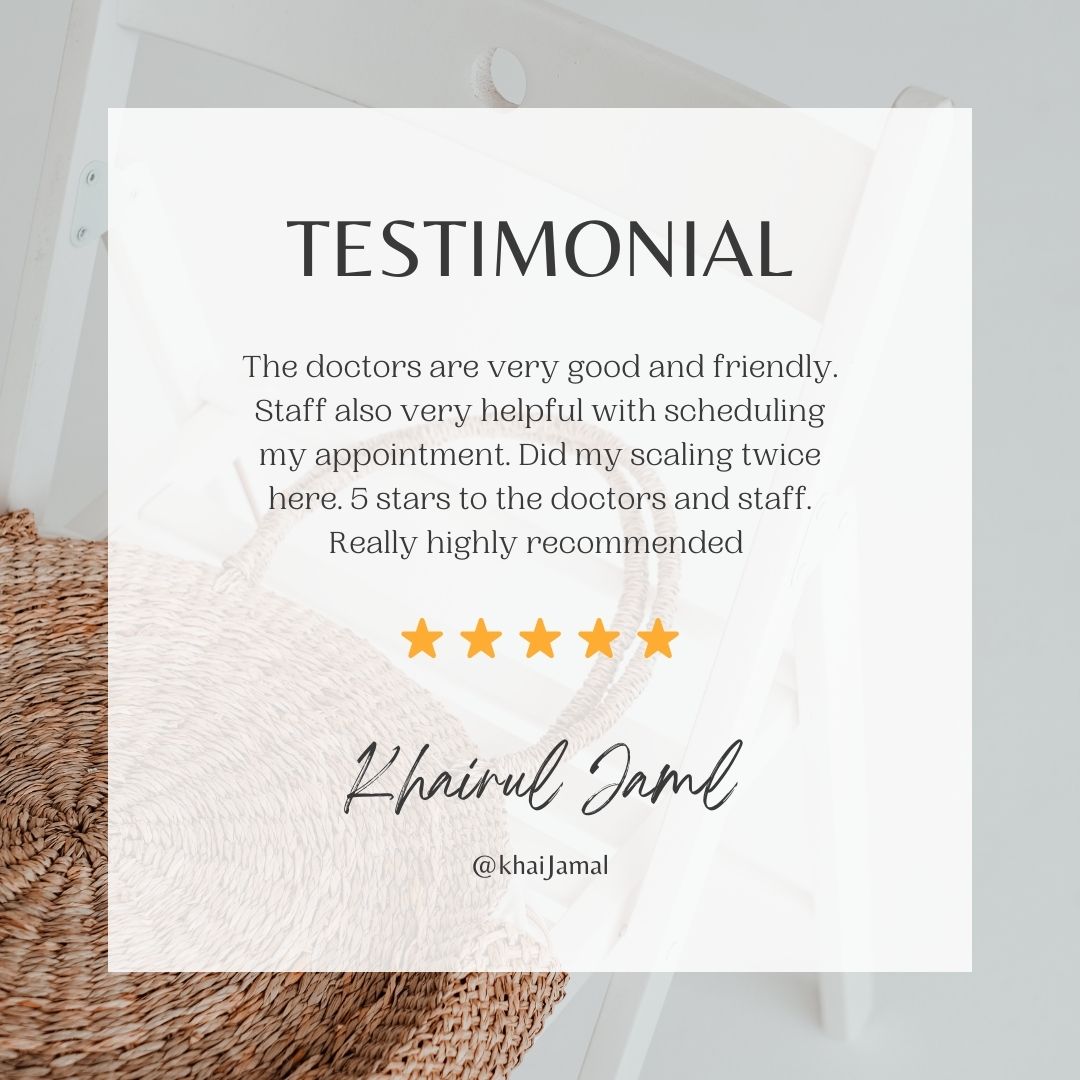 TESTIMONIAL
The doctors are very good and friendly.
Staff also very helpful with scheduling
my appointment. Did my scaling twice
here. 5 stars to the doctors and staff.
Really highly recommended
Khairul Jaml
@khaiJamal